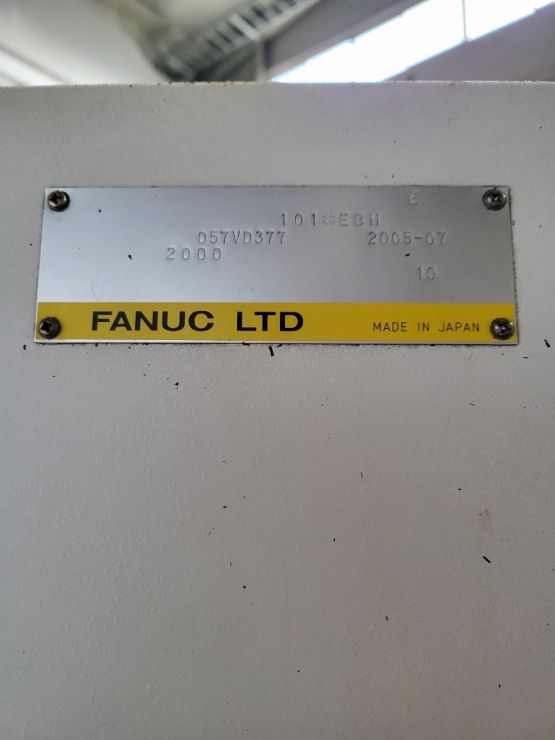 E
101#EBH
057VD377 2005-07
2000
10
FANUC LTD MADE IN JAPAN